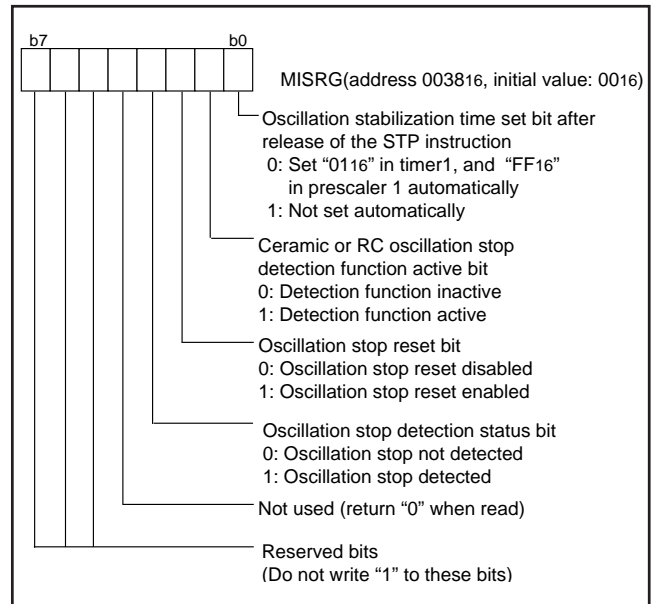 b7 b0
MISRG(address 003816, initial value: 0016)
Oscillation stabilization time set bit after
release of the STP instruction
0: Set “0116” in timer1, and “FF16”
in prescaler 1 automatically
1: Not set automatically
Ceramic or RC oscillation stop
detection function active bit
0: Detection function inactive
1: Detection function active
Oscillation stop reset bit
0: Oscillation stop reset disabled
1: Oscillation stop reset enabled
Oscillation stop detection status bit
0: Oscillation stop not detected
1: Oscillation stop detected
Not used (return “0” when read)
Reserved bits
(Do not write “1” to these bits)